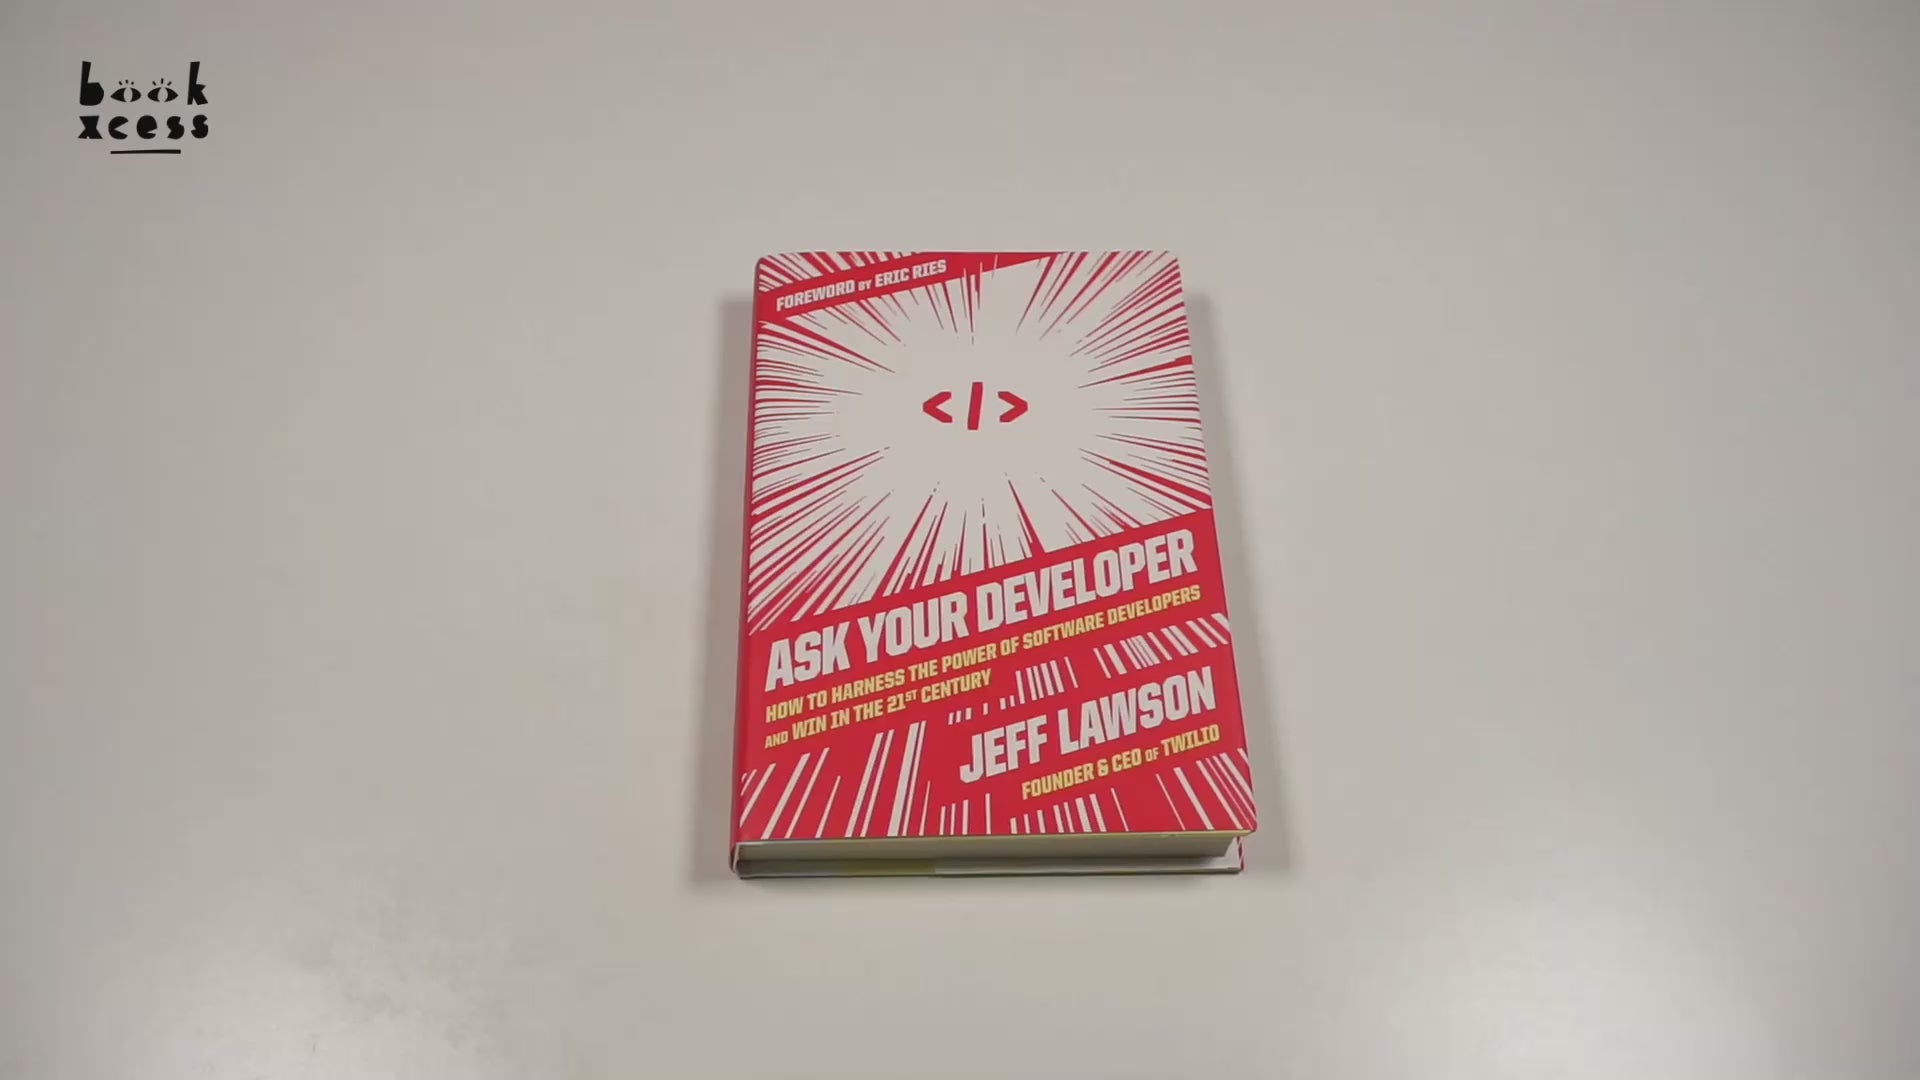 book
xcess
FOREWORD BY ERIC RIES
</>
ASK YOUR DEVELOPER
HOW TO HARNESS THE POWER OF SOFTWARE DEVELOPERS
AND WIN IN THE 21ST CENTURY
JEFF LAWSON
FOUNDER & CEO OF TWILIO